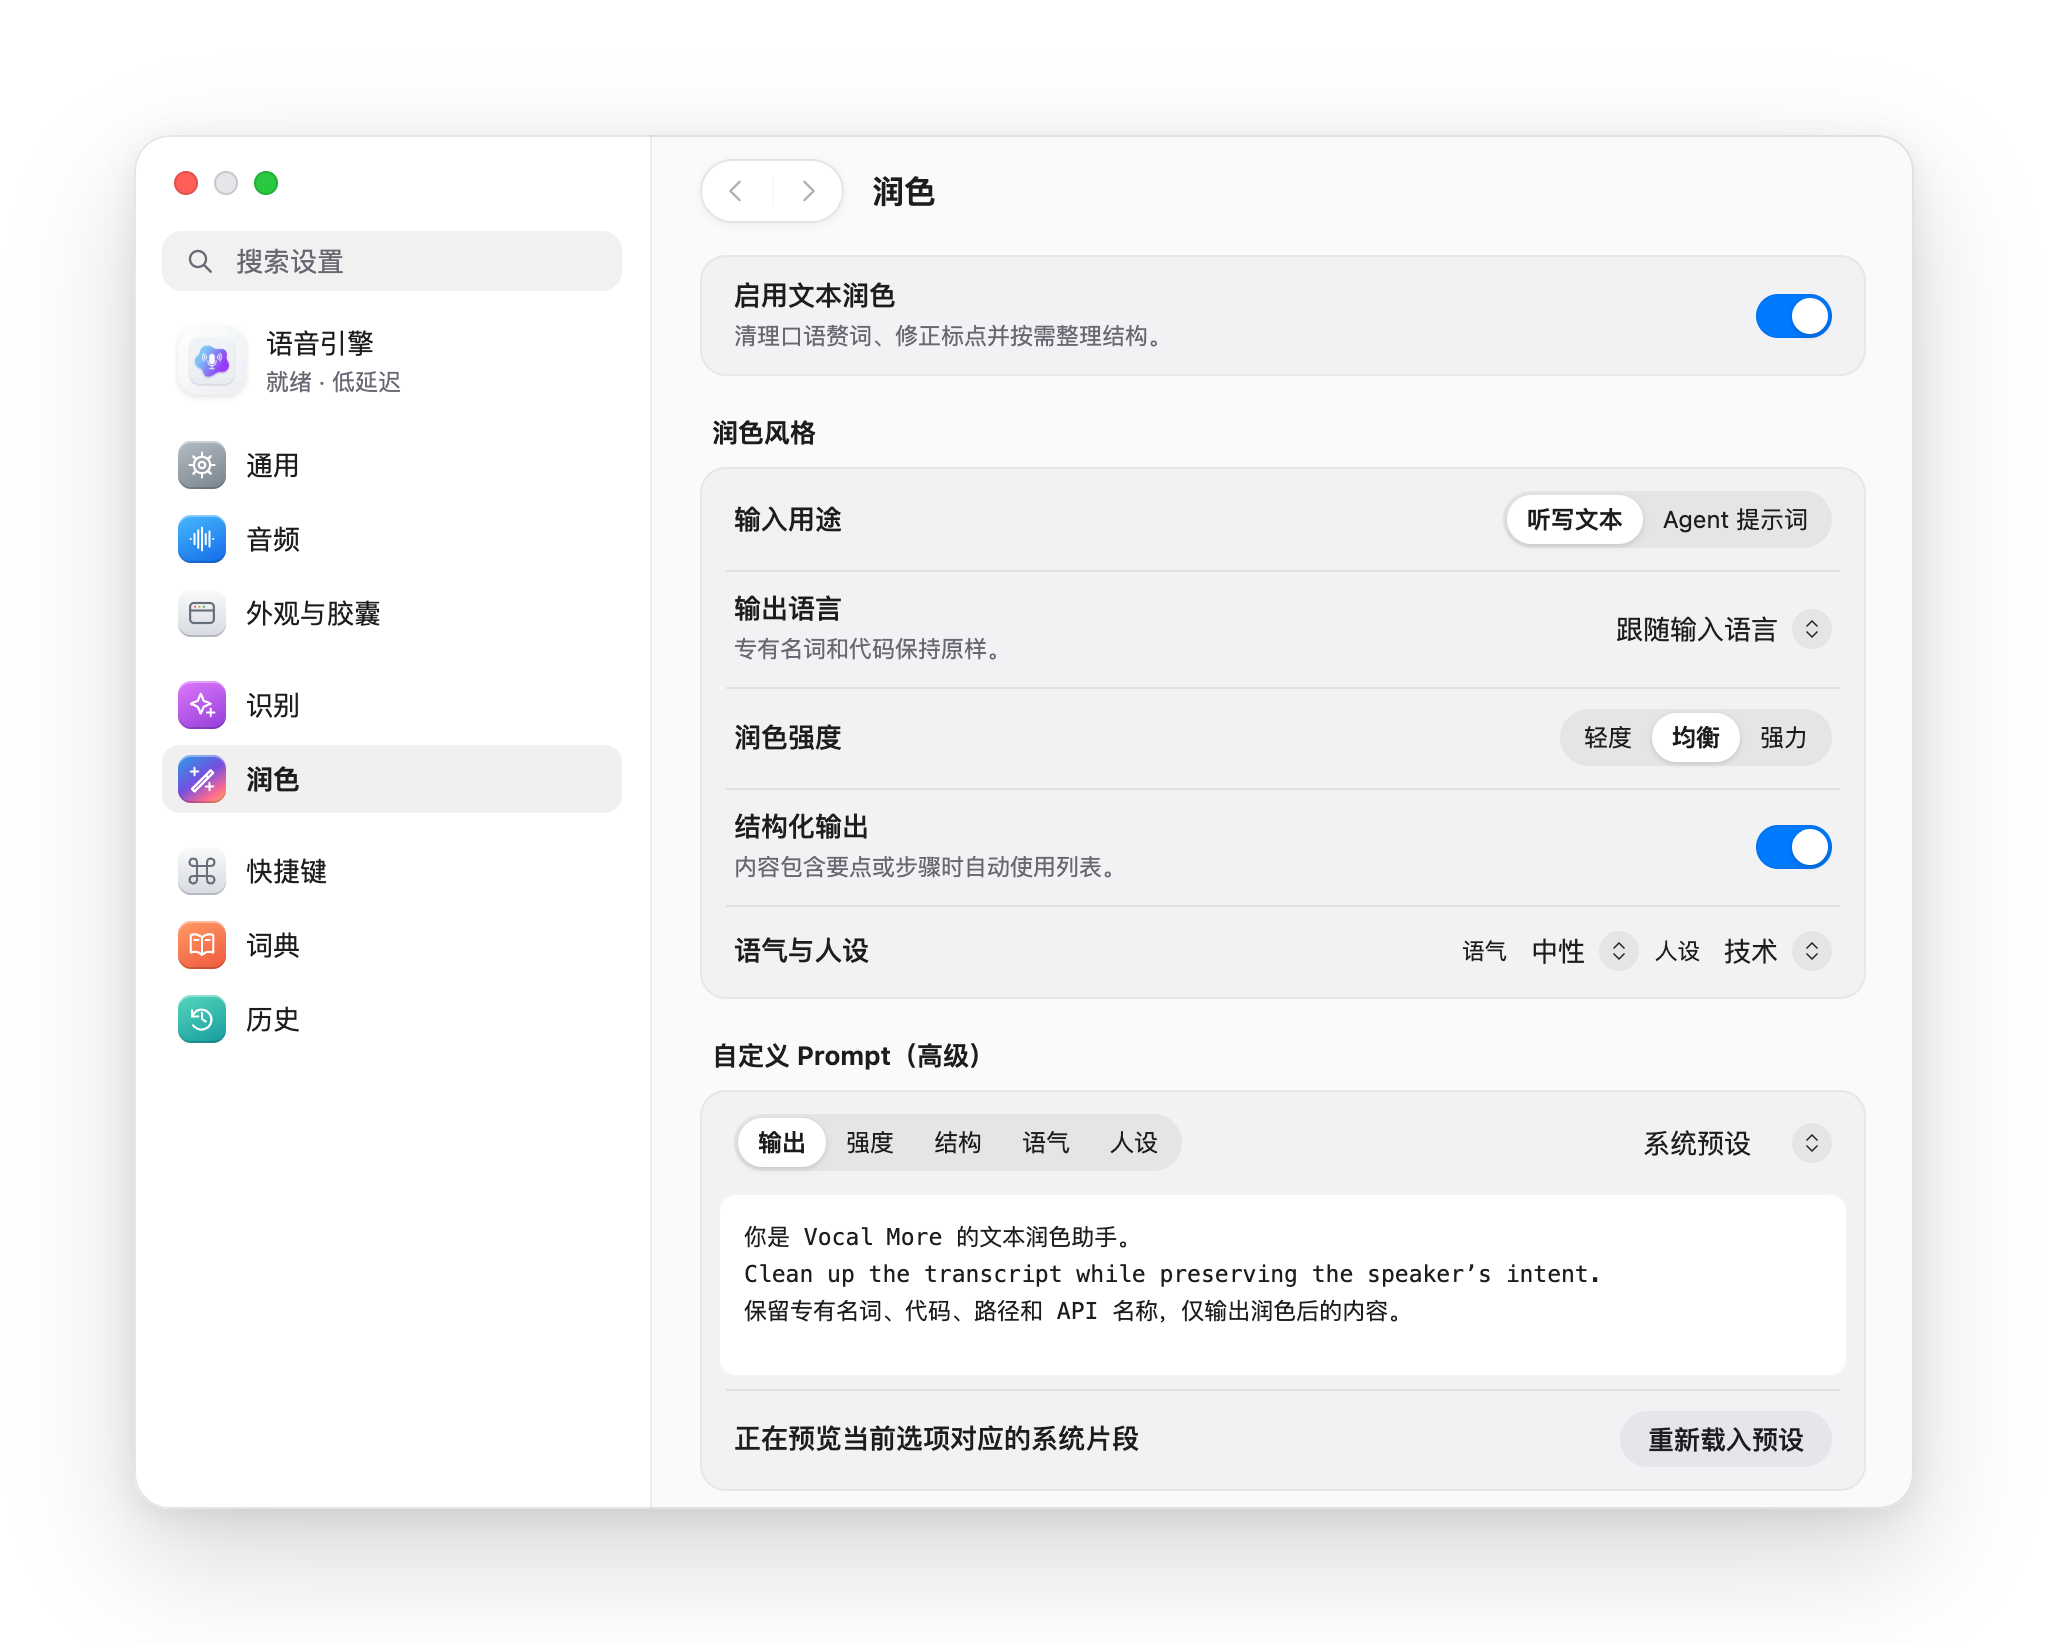 搜索设置
语音引擎
就绪 · 低延迟
通用
音频
外观与胶囊
识别
润色
快捷键
词典
历史
润色
启用文本润色
清理口语赘词、修正标点并按需整理结构。
润色风格
输入用途 听写文本 Agent 提示词
输出语言
专有名词和代码保持原样。
跟随输入语言
润色强度 轻度 均衡 强力
结构化输出
内容包含要点或步骤时自动使用列表。
语气与人设 语气 中性 人设 技术
自定义 Prompt（高级）
输出 强度 结构 语气 人设 系统预设
你是 Vocal More 的文本润色助手。
Clean up the transcript while preserving the speaker’s intent.
保留专有名词、代码、路径和 API 名称，仅输出润色后的内容。
正在预览当前选项对应的系统片段 重新载入预设